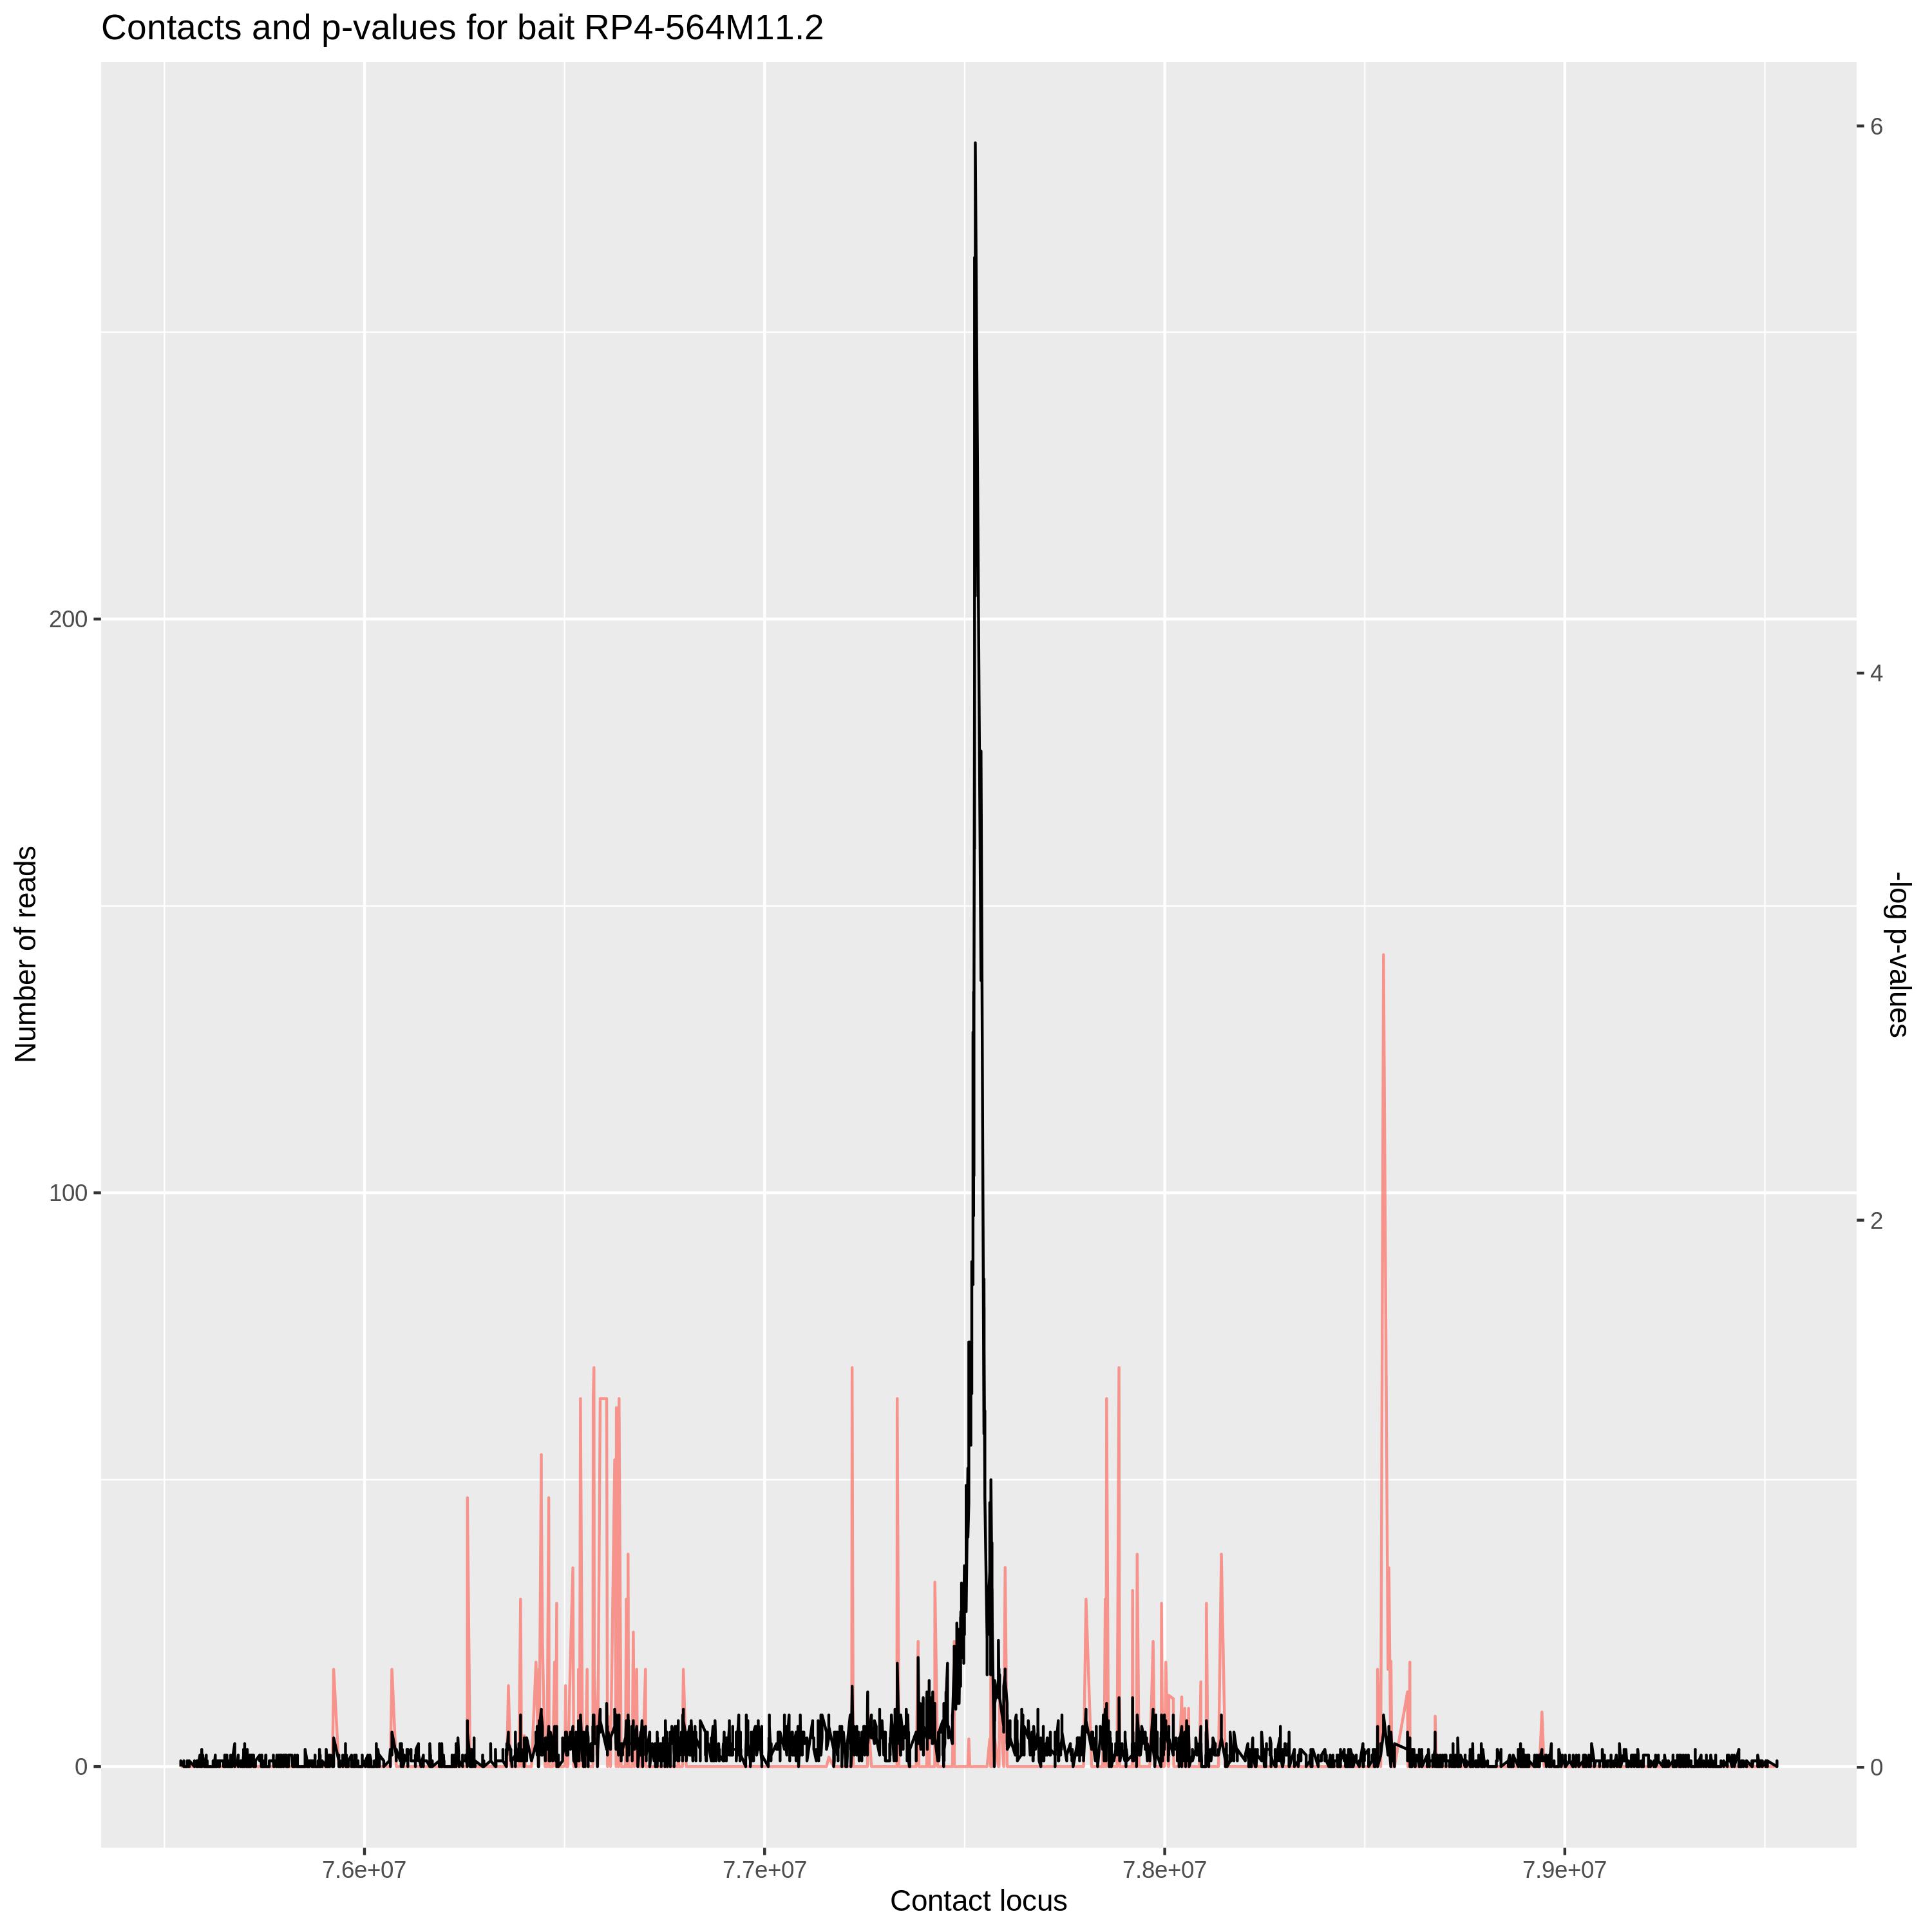 Contacts and p-values for bait RP4-564M11.2
6
200
4
Number of reads
-log p-values
100
2
0
0
7.6e+07
7.7e+07
7.8e+07
7.9e+07
Contact locus